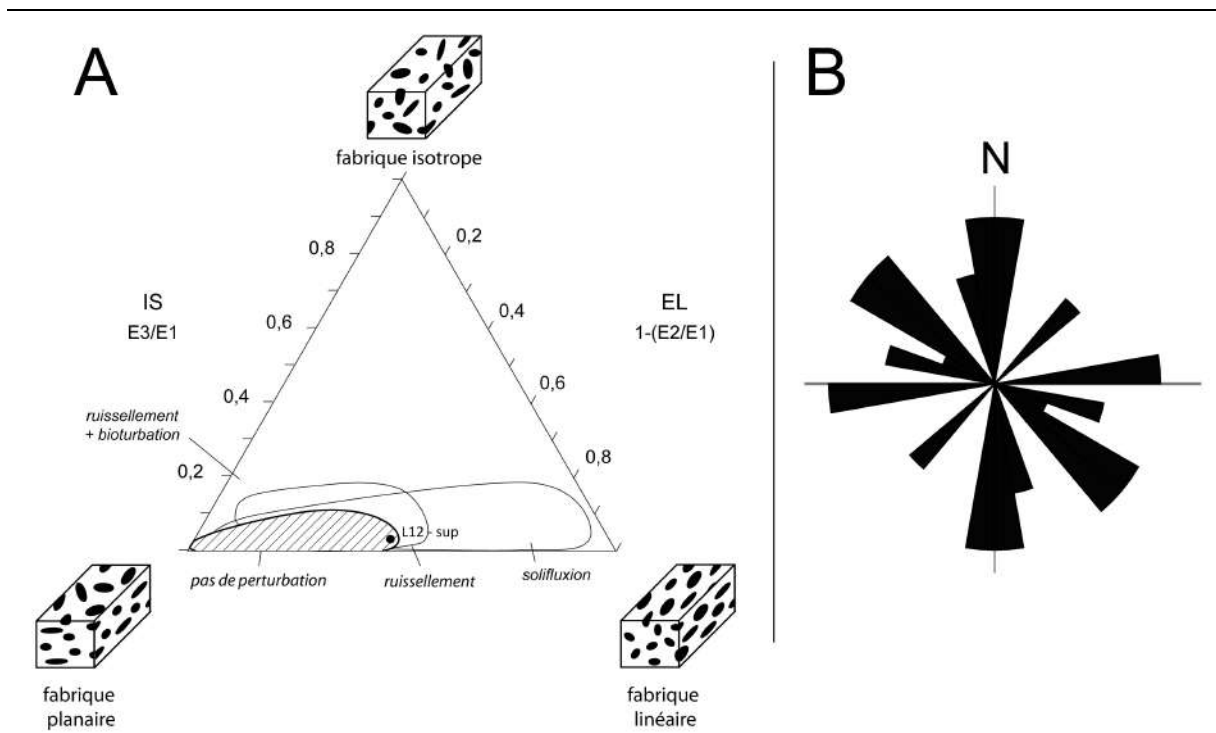 A
B
fabrique isotrope
N
0,8
0,2
IS
E3/E1
EL
1-(E2/E1)
0,6
0,4
0,4
0,6
ruissellement
+ bioturbation
0,2
0,8
L12 - sup
pas de perturbation
ruissellement
solifluxion
fabrique
planaire
fabrique
linéaire